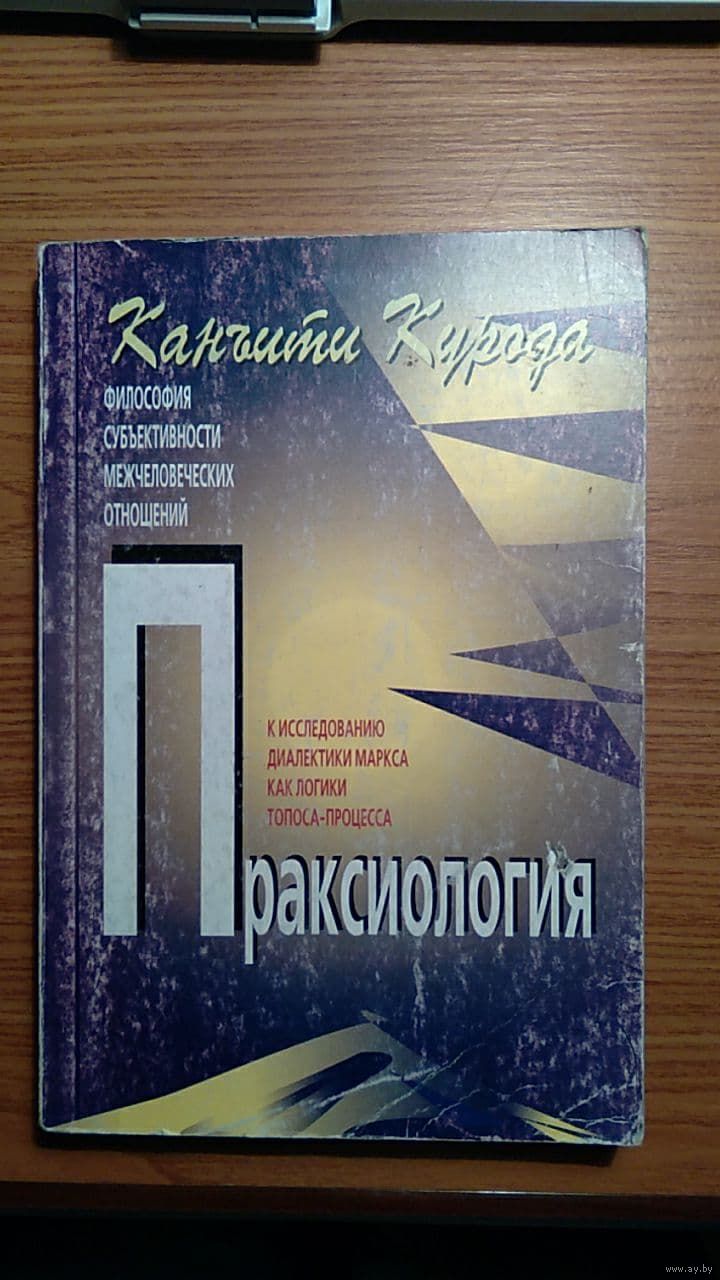 Канъити Курода
ФИЛОСОФИЯ
СУБЪЕКТИВНОСТИ
МЕЖЧЕЛОВЕЧЕСКИХ
ОТНОШЕНИЙ
К ИССЛЕДОВАНИЮ
ДИАЛЕКТИКИ МАРКСА
КАК ЛОГИКИ
ТОПОСА-ПРОЦЕССА
Праксиология
www.ay.by